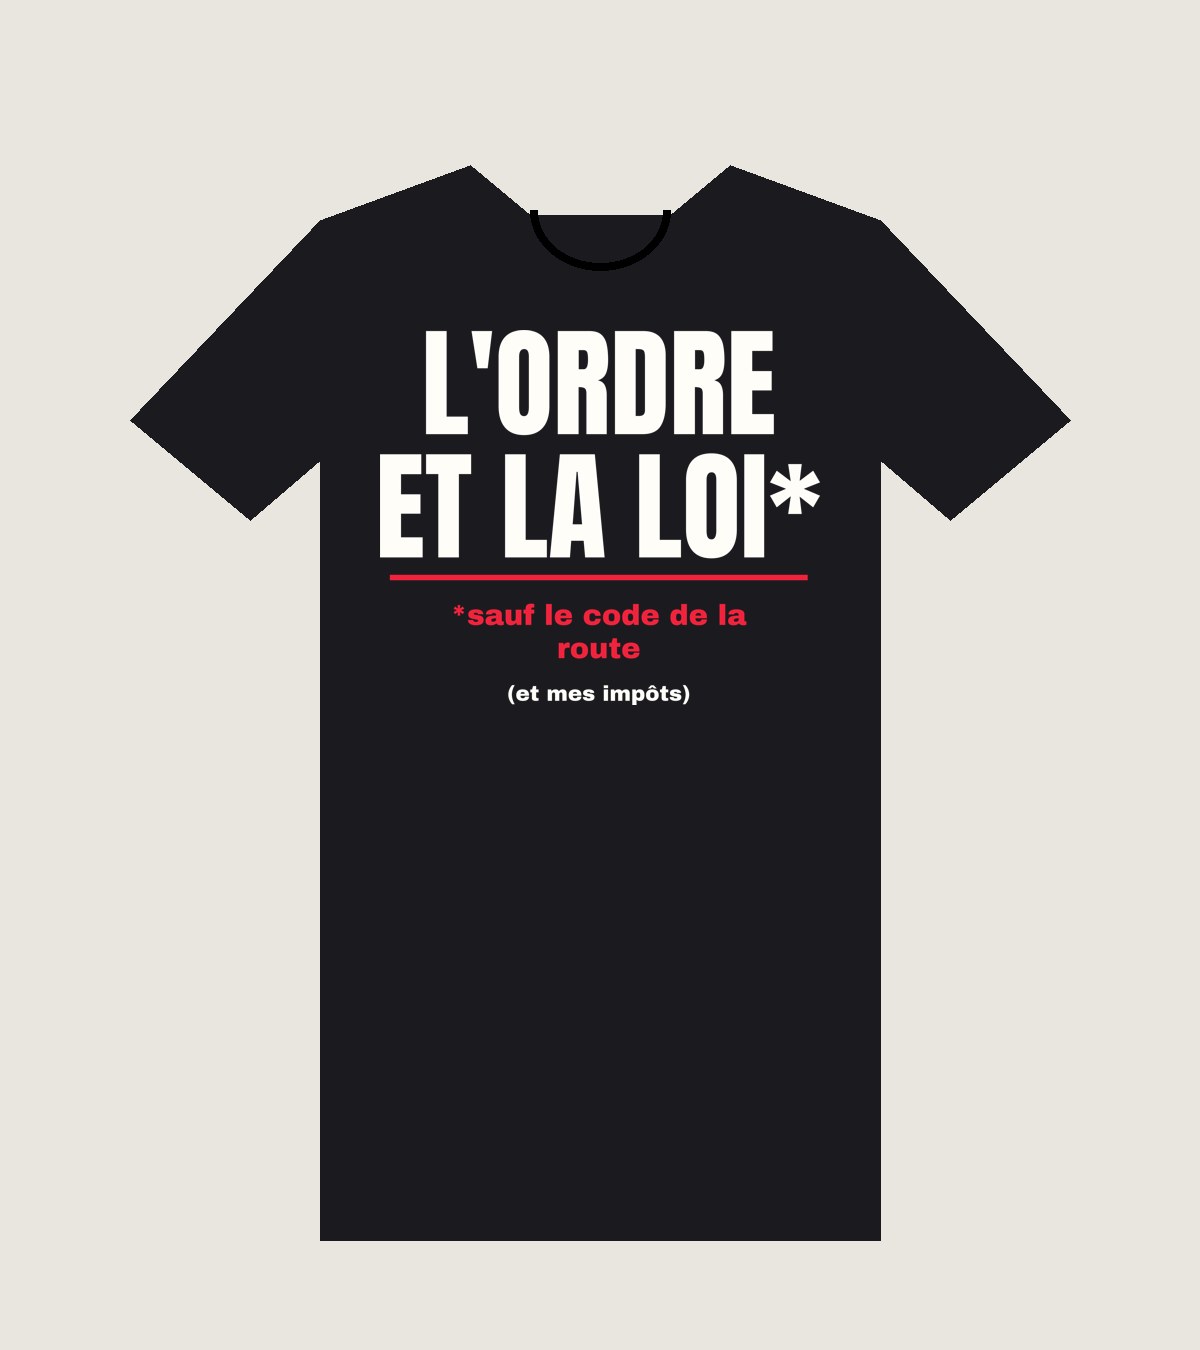 L'ORDRE
ET LA LOI*
*sauf le code de la
route
(et mes impôts)